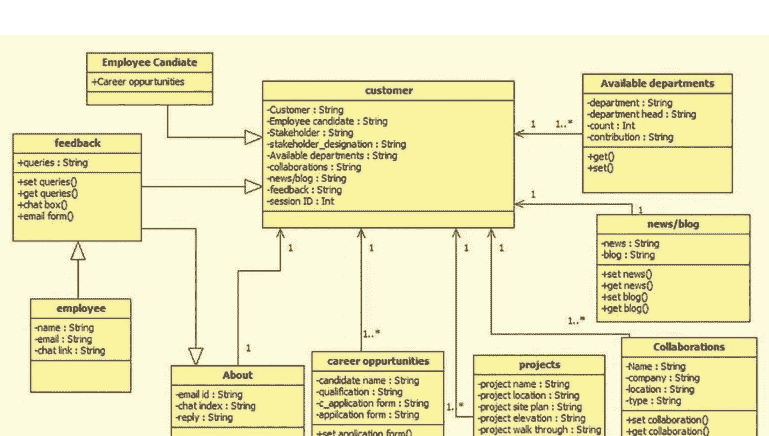 Employee Candiate
+Career oppurtunities
customer
-Customer : String
-Employee candidate : String
-Stakeholder : String
-stakeholder_designation : String
-Available departments : String
-collaborations : String
-news/blog : String
-feedback : String
-session ID : Int
Available departments
-department : String
-department head : String
-count : Int
-contribution : String
+get()
+set()
1
1..*
feedback
+queries : String
+set queries()
+get queries()
+chat box()
+email form()
1
1
news/blog
-news : String
-blog : String
+set news()
+get news()
+set blog()
+get blog()
1
1
1
1
employee
-name : String
-email : String
-chat link : String
1
1..*
1..*
1..*
About
-email id : String
-chat index : String
-reply : String
career oppurtunities
-candidate name : String
-qualification : String
-c_application form : String
-appilcation form : String
+set application form()
projects
-project name : String
-project location : String
-project site plan : String
-project elevation : String
-project walk through : String
Collaborations
-Name : String
-company : String
-location : String
-type : String
+set collaboration()
+get collaboration()